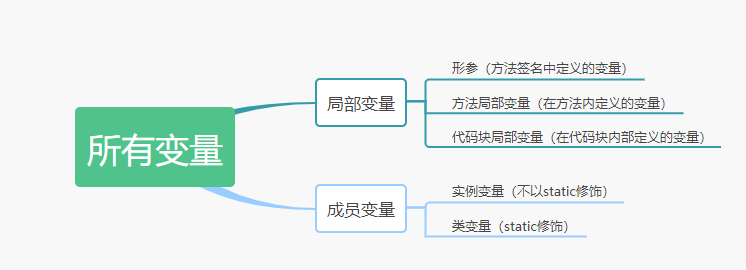 所有变量
局部变量
形参（方法签名中定义的变量）
方法局部变量（在方法内定义的变量）
代码块局部变量（在代码块内部定义的变量）
成员变量
实例变量（不以static修饰）
类变量（static修饰）